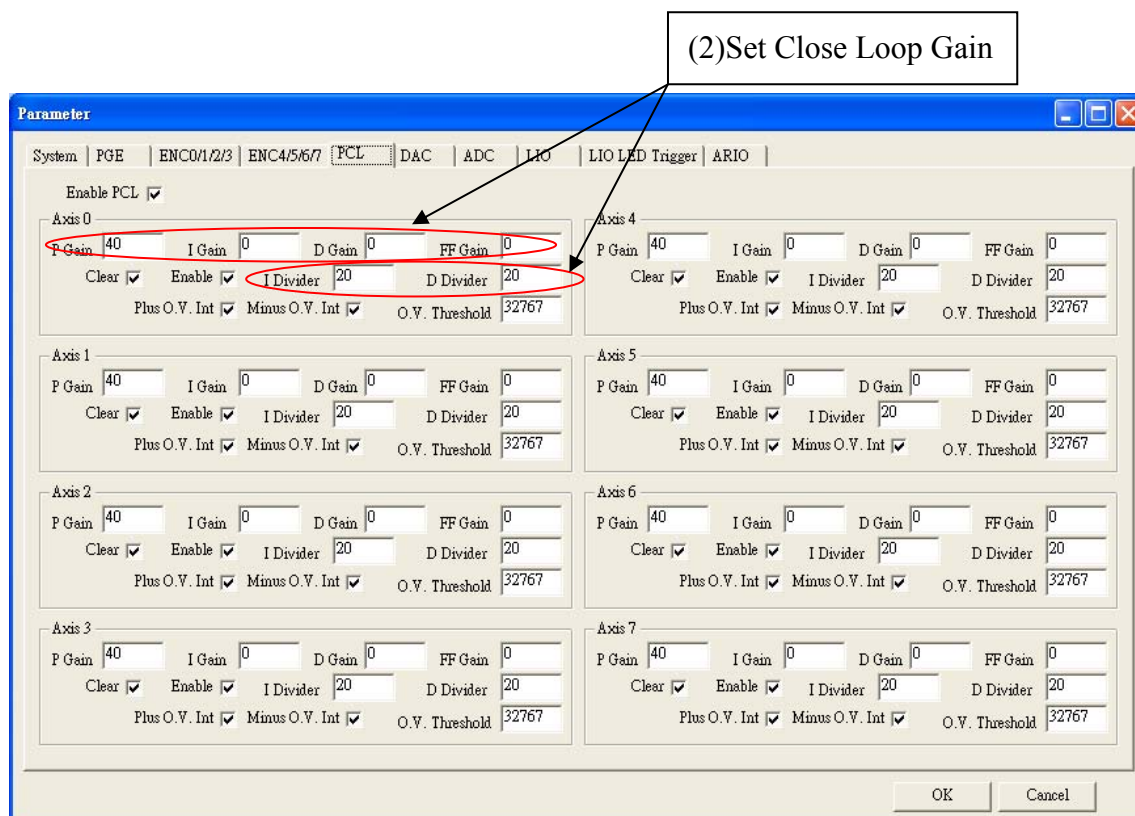 (2)Set Close Loop Gain
Parameter
System PGE ENC0/1/2/3 ENC4/5/6/7 PCL DAC ADC LIO LIO LED Trigger ARIO
Enable PCL
Axis 0
P Gain 40 I Gain 0 D Gain 0 FF Gain 0
Clear Enable I Divider 20 D Divider 20
Plus O.V. Int Minus O.V. Int O.V. Threshold 32767
Axis 1
P Gain 40 I Gain 0 D Gain 0 FF Gain 0
Clear Enable I Divider 20 D Divider 20
Plus O.V. Int Minus O.V. Int O.V. Threshold 32767
Axis 2
P Gain 40 I Gain 0 D Gain 0 FF Gain 0
Clear Enable I Divider 20 D Divider 20
Plus O.V. Int Minus O.V. Int O.V. Threshold 32767
Axis 3
P Gain 40 I Gain 0 D Gain 0 FF Gain 0
Clear Enable I Divider 20 D Divider 20
Plus O.V. Int Minus O.V. Int O.V. Threshold 32767
Axis 4
P Gain 40 I Gain 0 D Gain 0 FF Gain 0
Clear Enable I Divider 20 D Divider 20
Plus O.V. Int Minus O.V. Int O.V. Threshold 32767
Axis 5
P Gain 40 I Gain 0 D Gain 0 FF Gain 0
Clear Enable I Divider 20 D Divider 20
Plus O.V. Int Minus O.V. Int O.V. Threshold 32767
Axis 6
P Gain 40 I Gain 0 D Gain 0 FF Gain 0
Clear Enable I Divider 20 D Divider 20
Plus O.V. Int Minus O.V. Int O.V. Threshold 32767
Axis 7
P Gain 40 I Gain 0 D Gain 0 FF Gain 0
Clear Enable I Divider 20 D Divider 20
Plus O.V. Int Minus O.V. Int O.V. Threshold 32767
OK Cancel